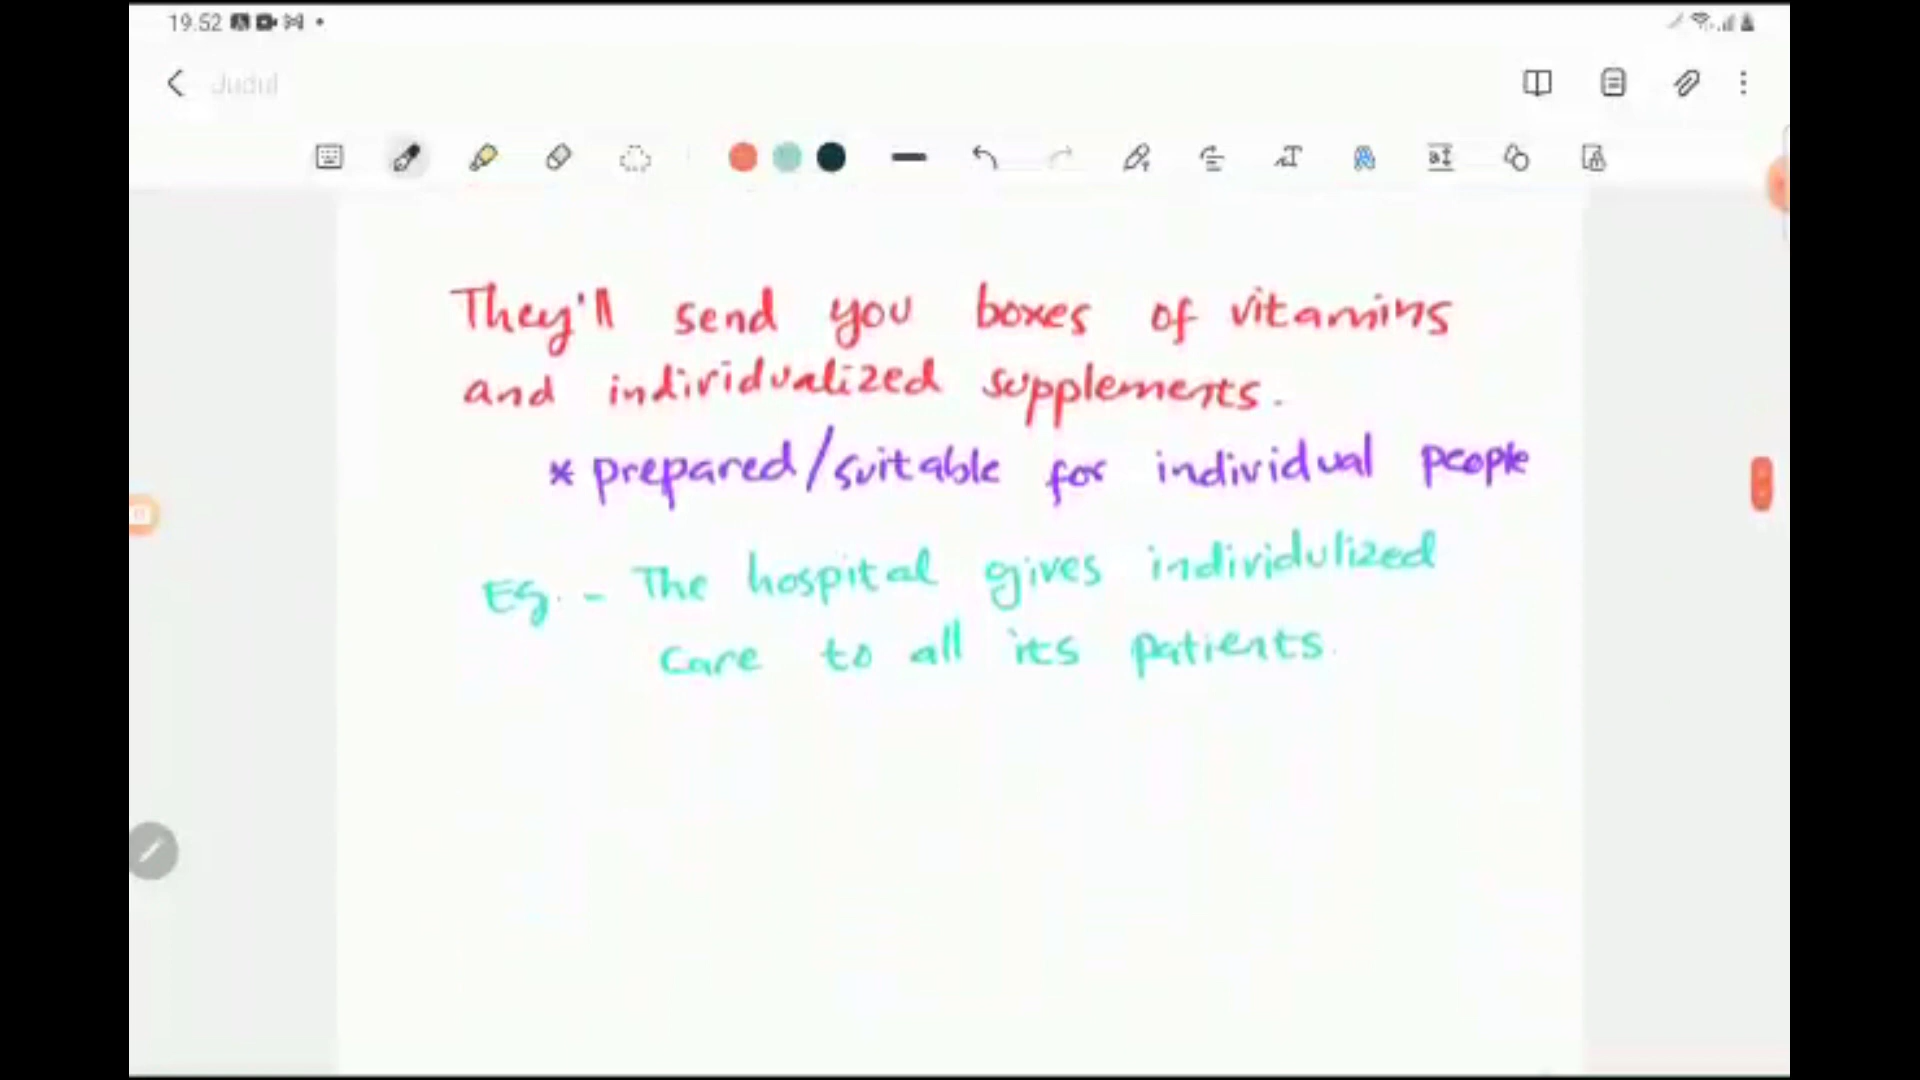 19.52
Judul
They'll send you boxes of vitamins
and individualized supplements.
* prepared/suitable for individual people
Eg. - The hospital gives individulized
care to all its patients.